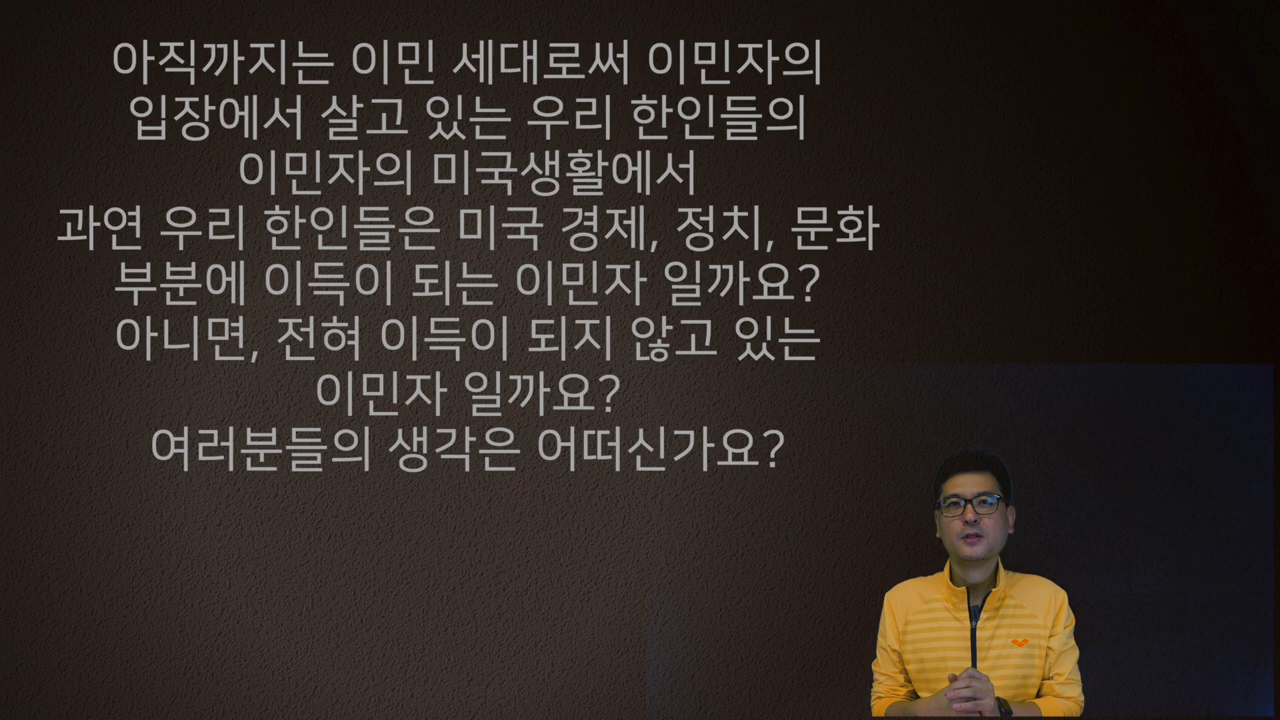 아직까지는 이민 세대로써 이민자의
입장에서 살고 있는 우리 한인들의
이민자의 미국생활에서
과연 우리 한인들은 미국 경제, 정치, 문화
부분에 이득이 되는 이민자 일까요?
아니면, 전혀 이득이 되지 않고 있는
이민자 일까요?
여러분들의 생각은 어떠신가요?